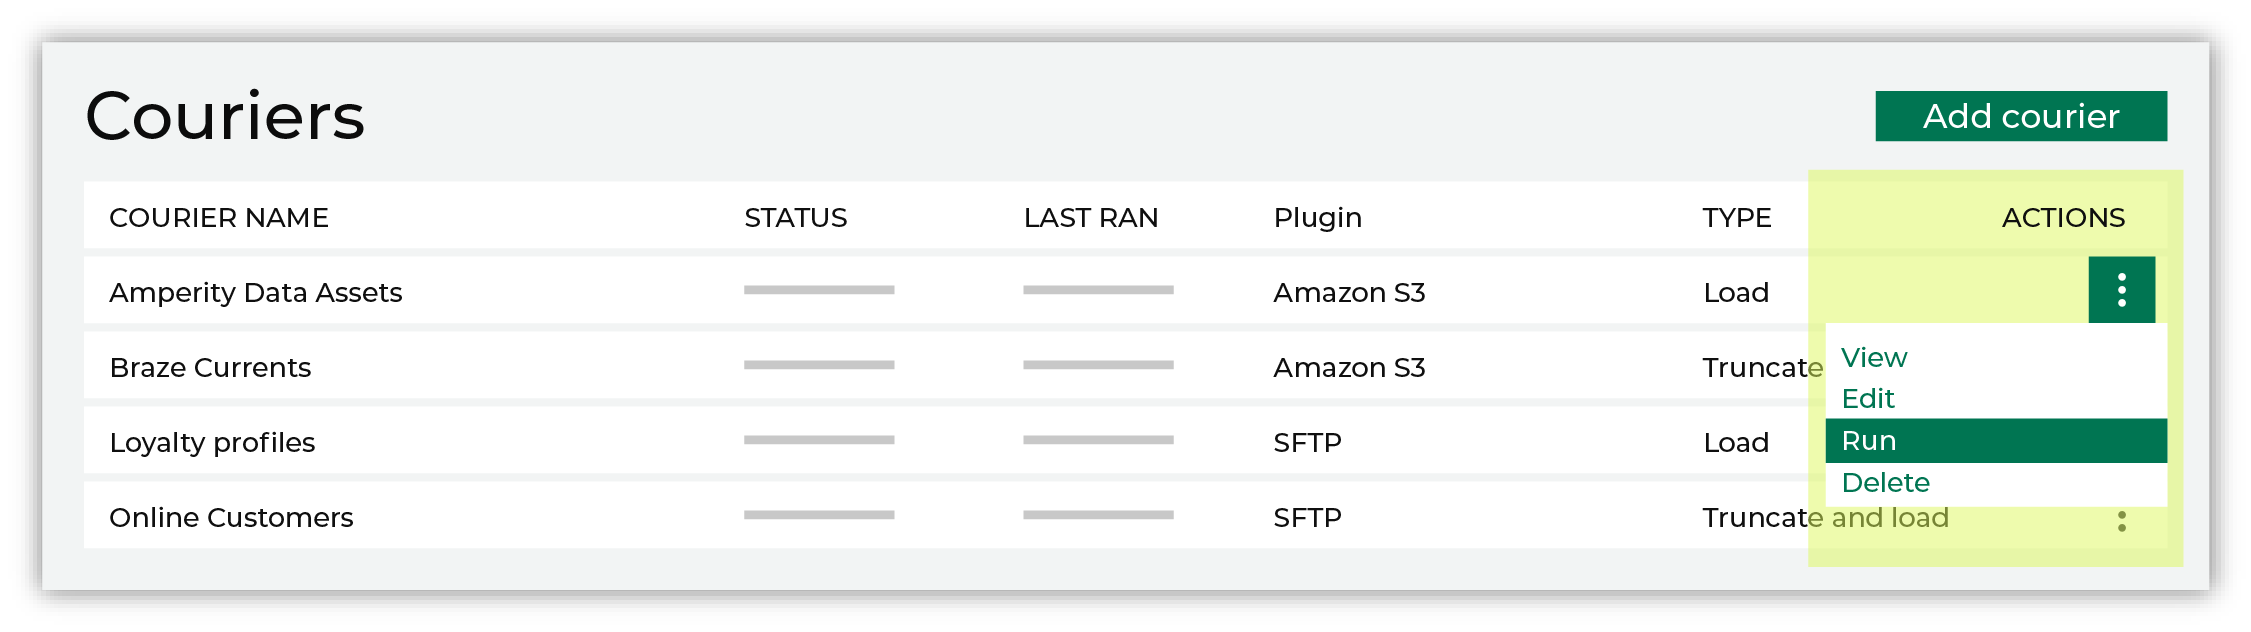 Couriers
Add courier
COURIER NAME STATUS LAST RAN Plugin TYPE ACTIONS
Amperity Data Assets Amazon S3 Load
Braze Currents Amazon S3 Truncate
View
Edit
Loyalty profiles SFTP Load
Run
Delete
Online Customers SFTP Truncate and load